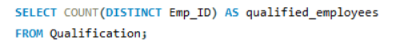 SELECT COUNT(DISTINCT Emp_ID) AS qualified_employees
FROM Qualification;